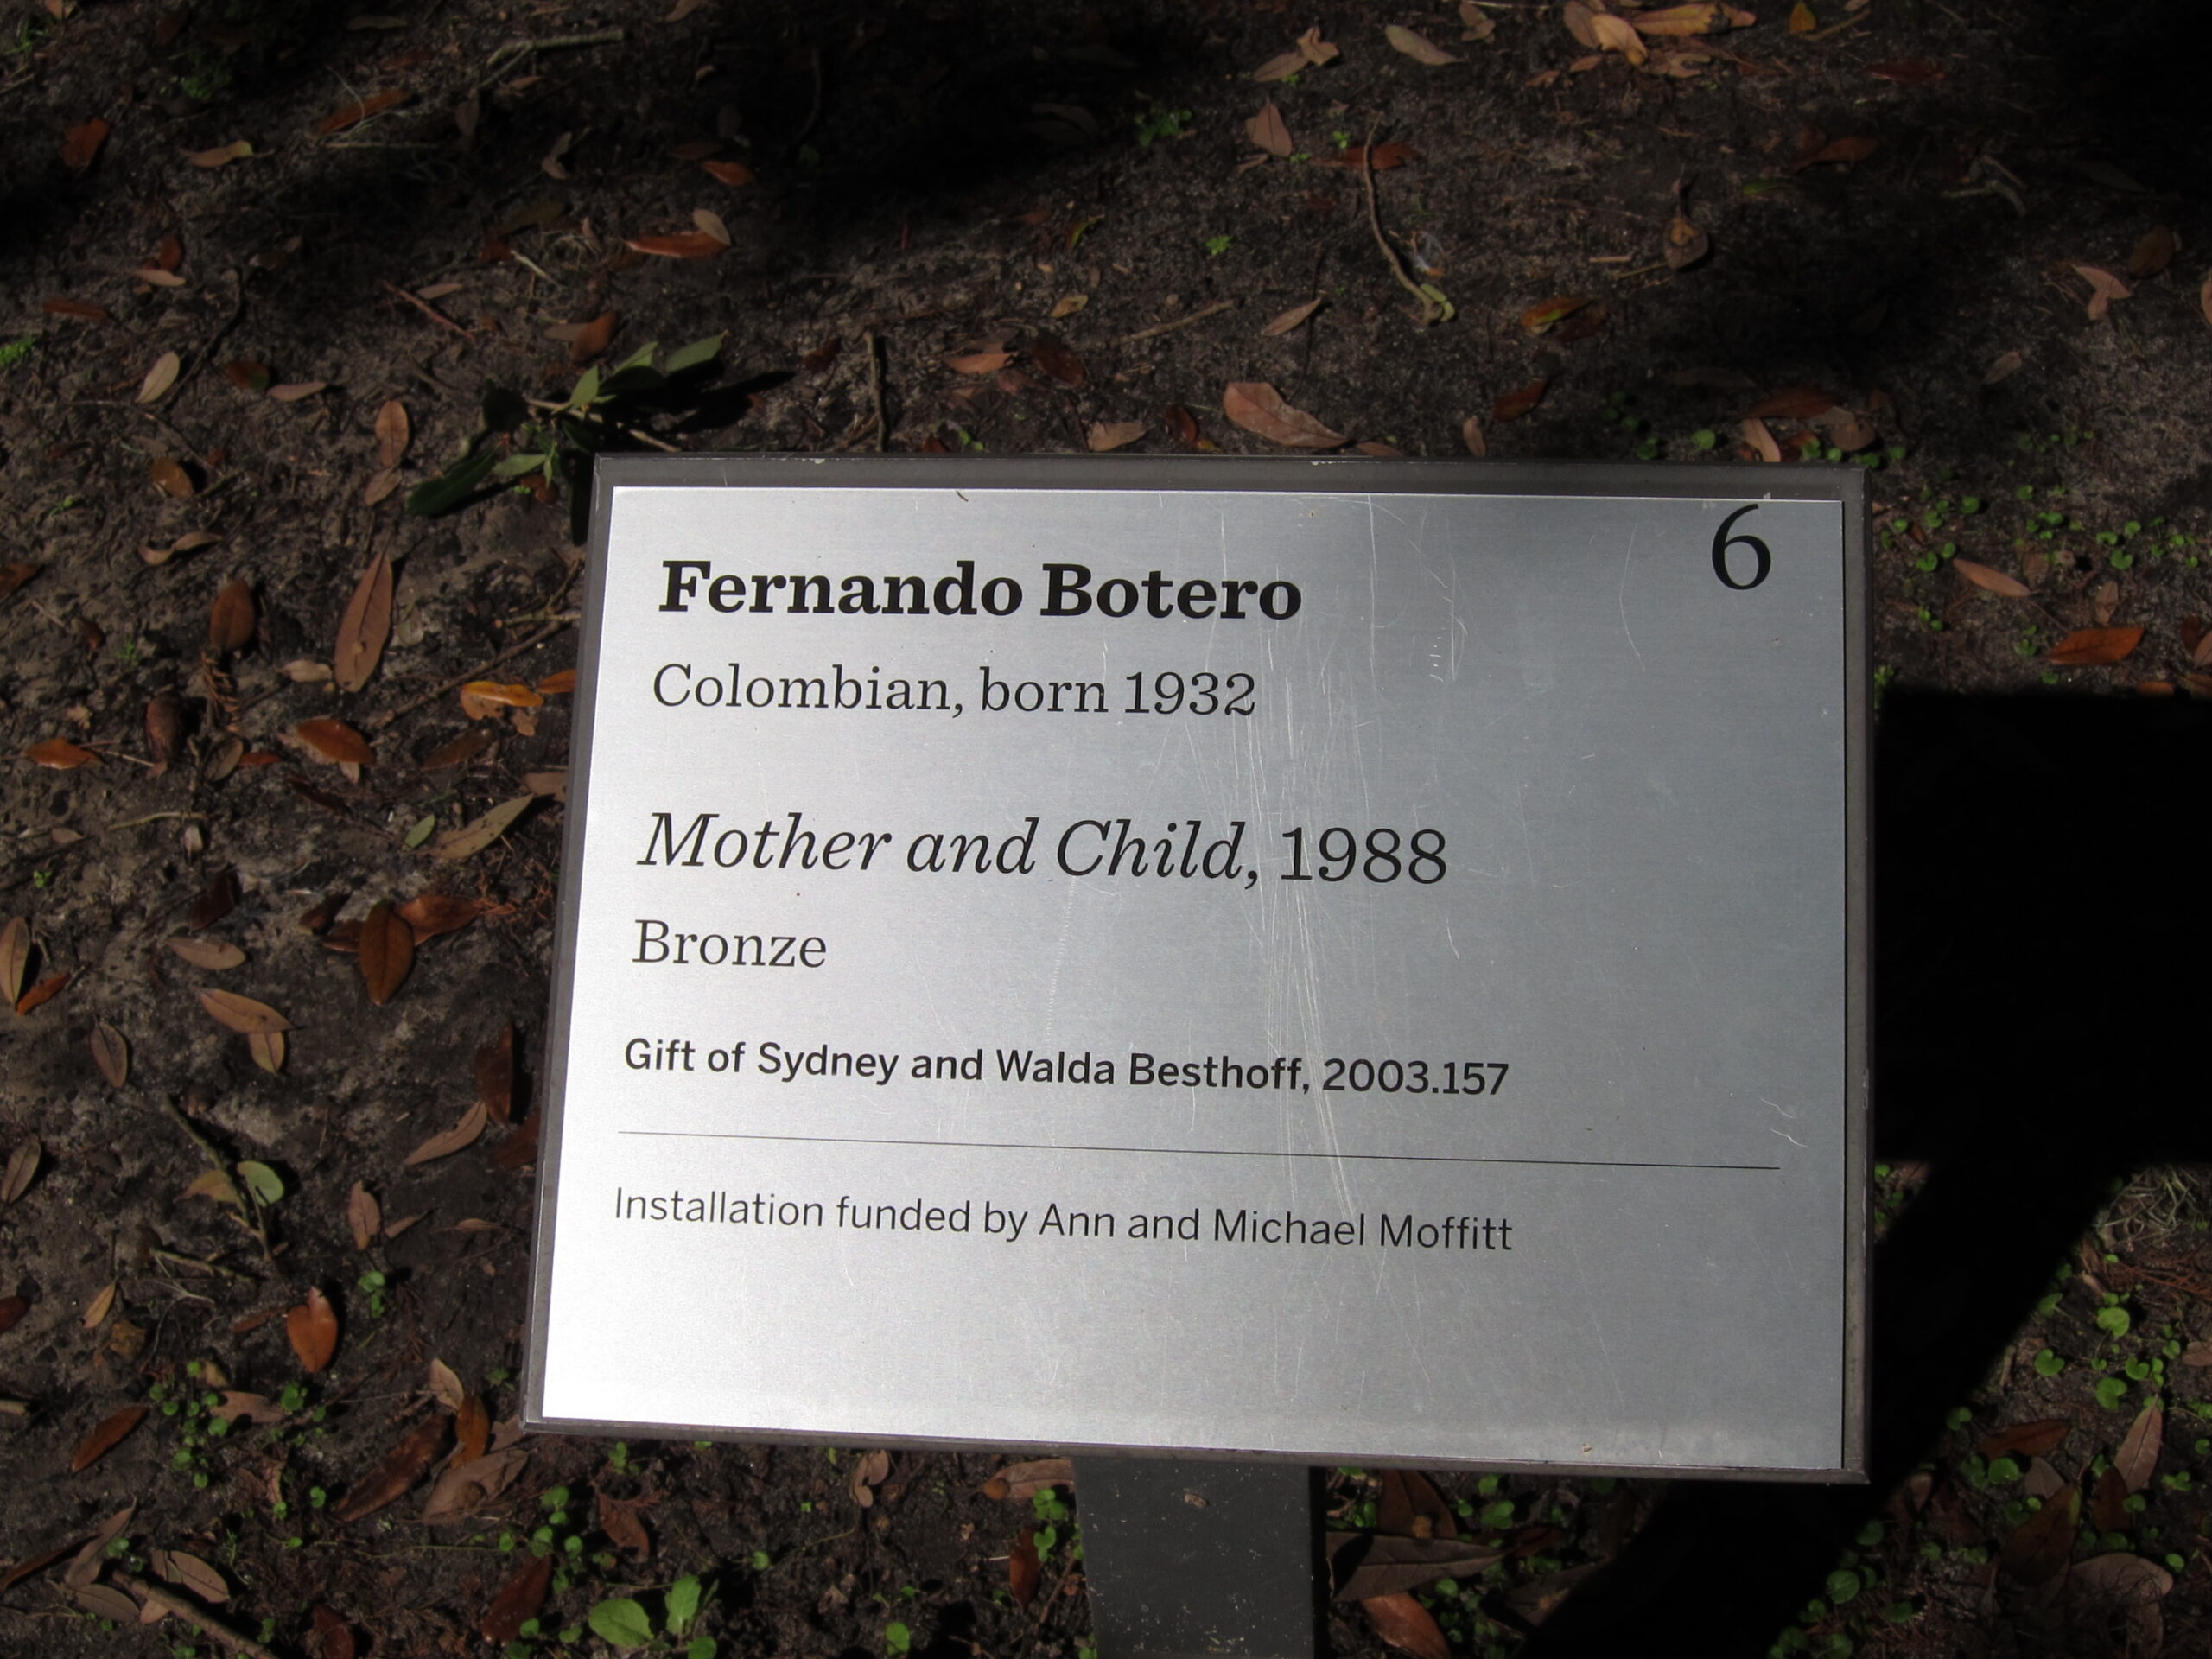 6
Fernando Botero
Colombian, born 1932
Mother and Child, 1988
Bronze
Gift of Sydney and Walda Besthoff, 2003.157
Installation funded by Ann and Michael Moffitt